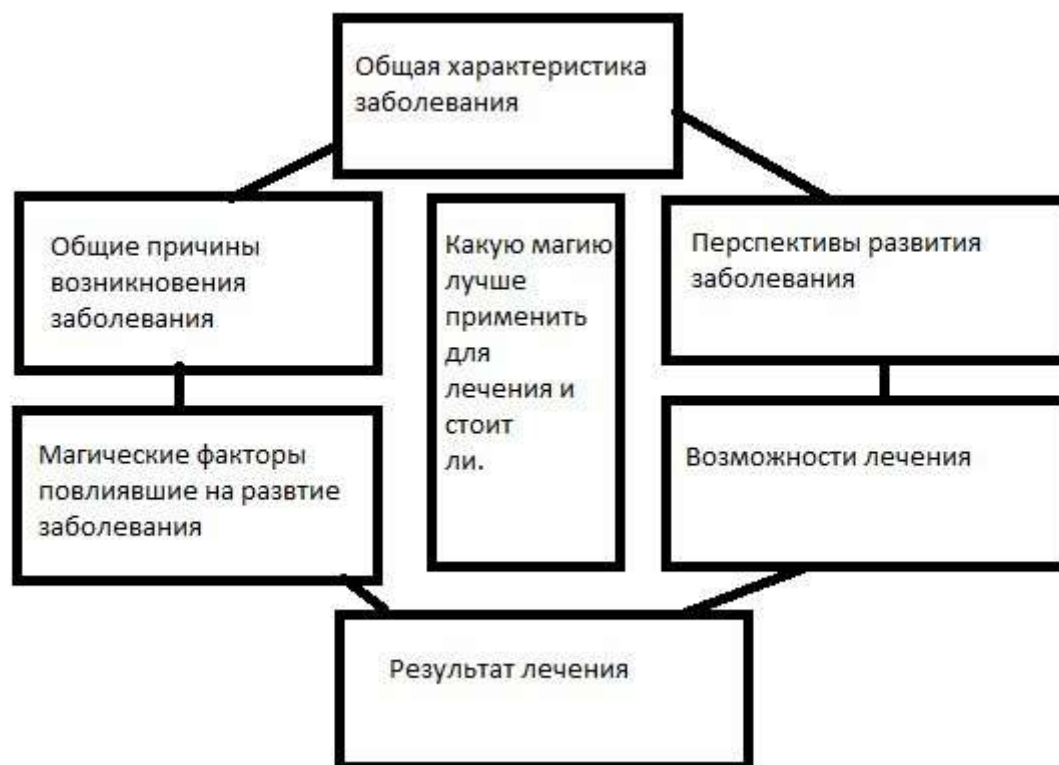 Общая характеристика
заболевания
Общие причины
возникновения
заболевания
Какую магию
лучше
применить
для
лечения и
стоит
ли.
Перспективы развития
заболевания
Магические факторы
повлиявшие на развтие
заболевания
Возможности лечения
Результат лечения